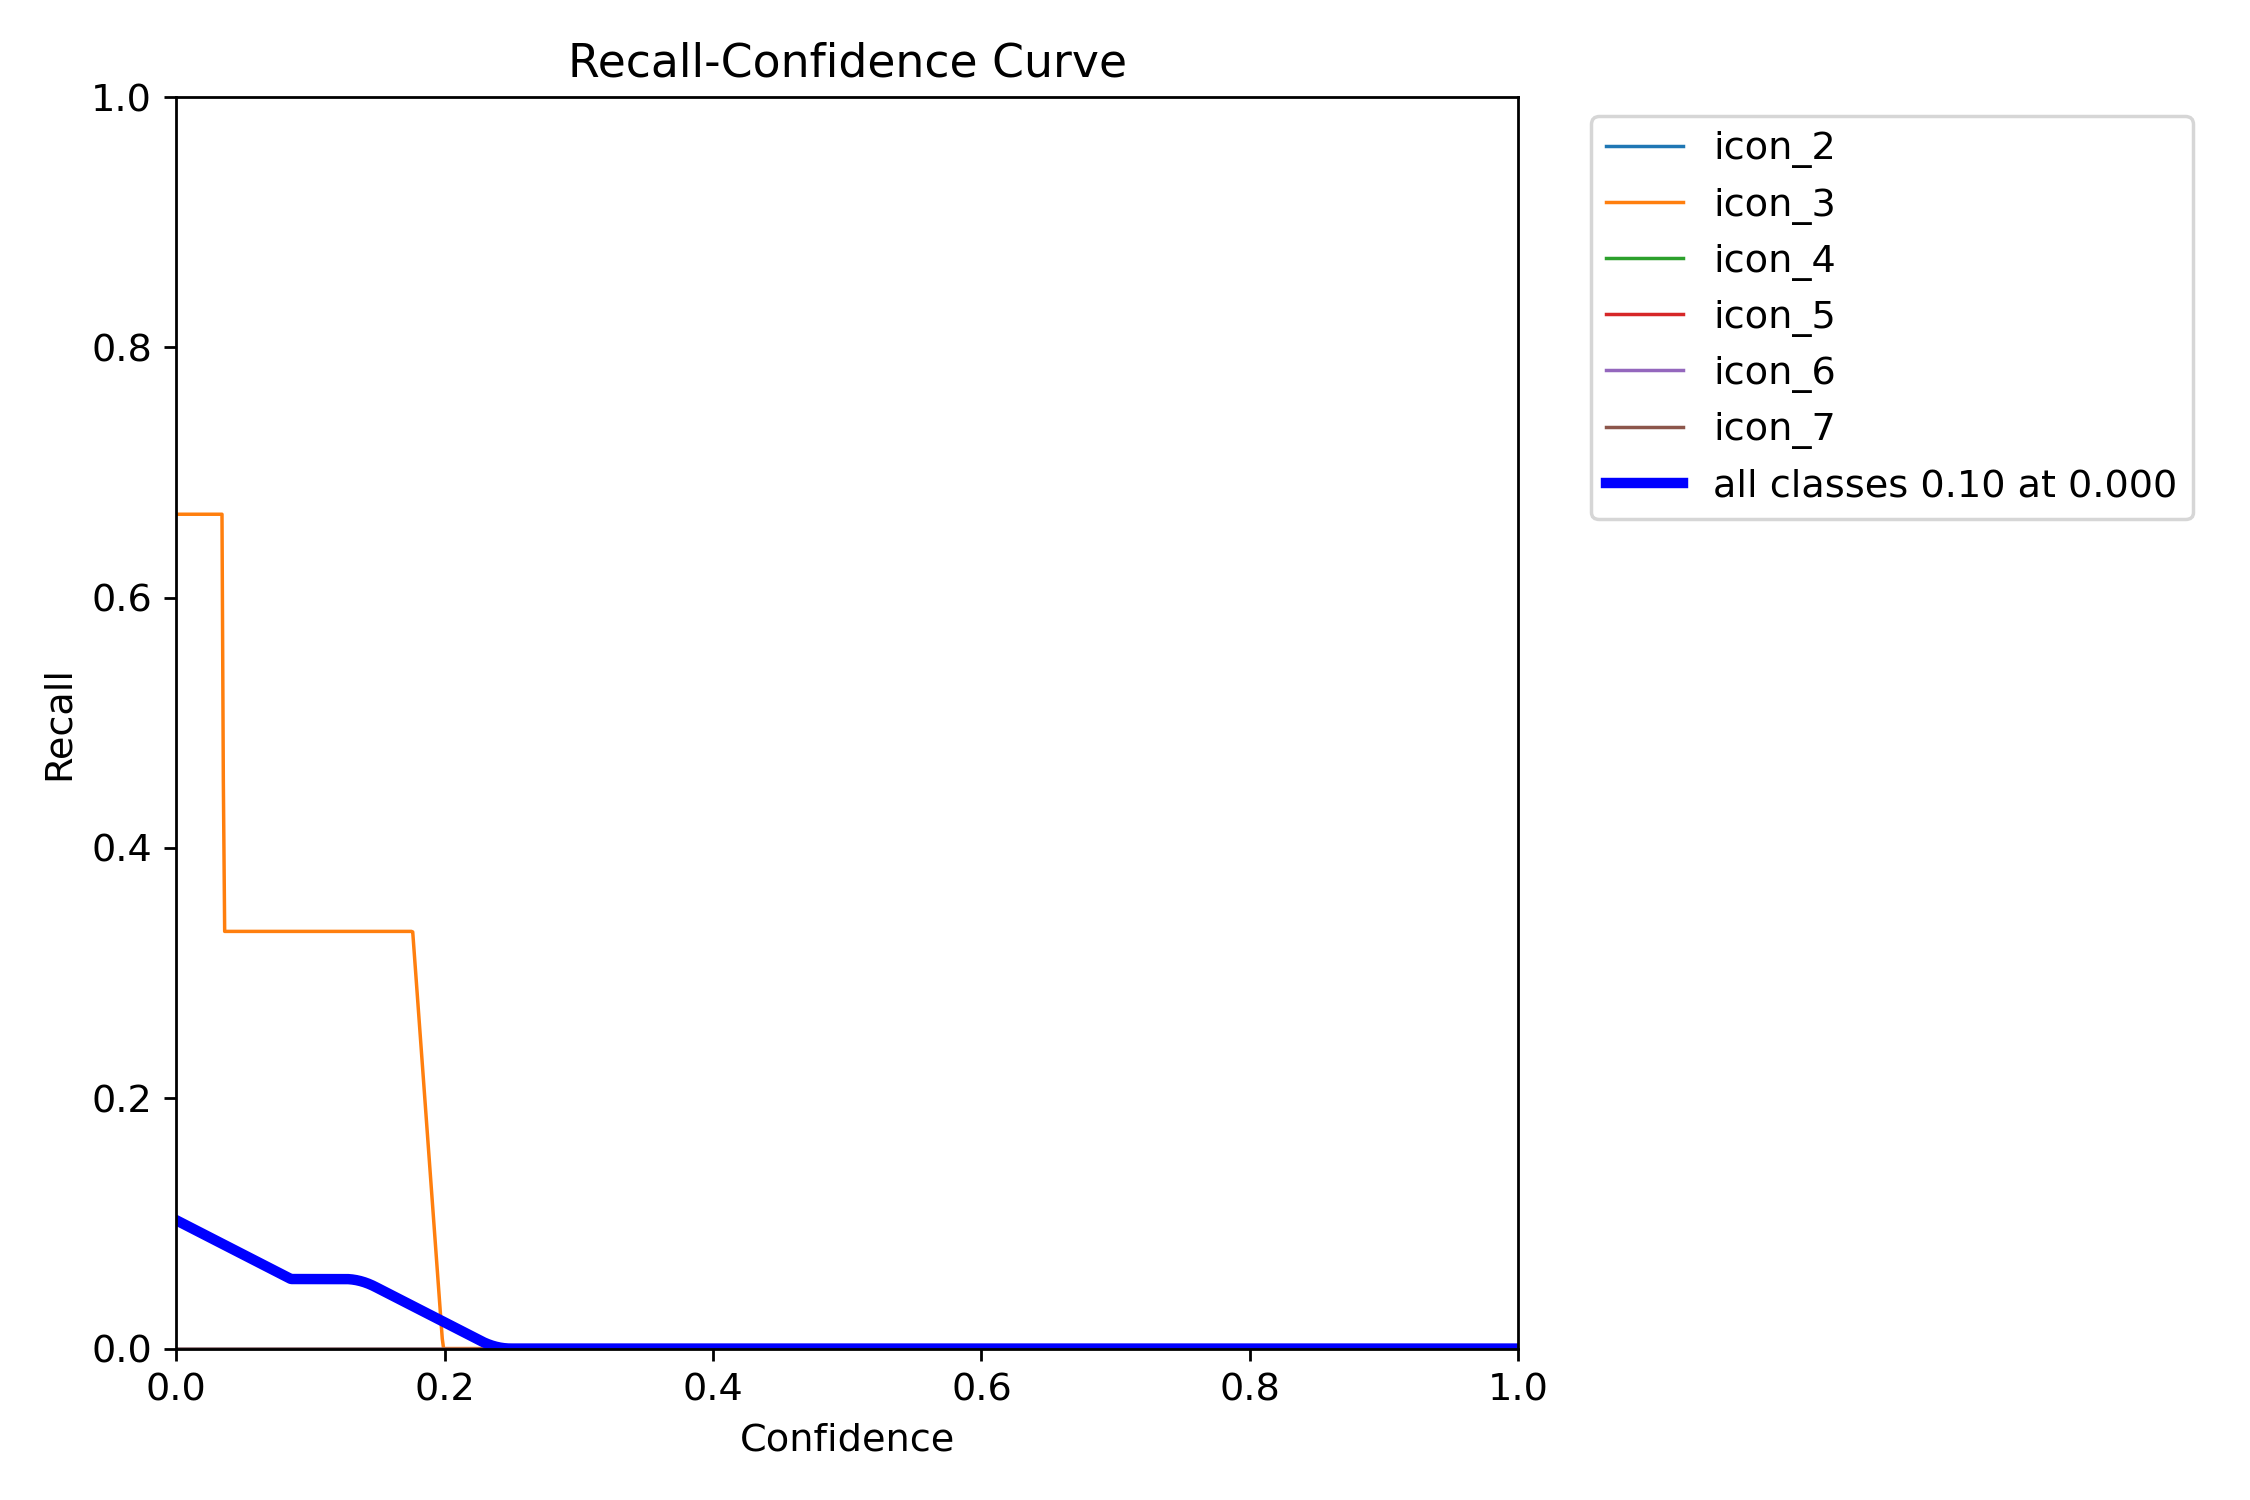 Recall-Confidence Curve
1.0
0.8
0.6
0.4
0.2
0.0
Recall
0.0 0.2 0.4 0.6 0.8 1.0
Confidence
icon_2
icon_3
icon_4
icon_5
icon_6
icon_7
all classes 0.10 at 0.000